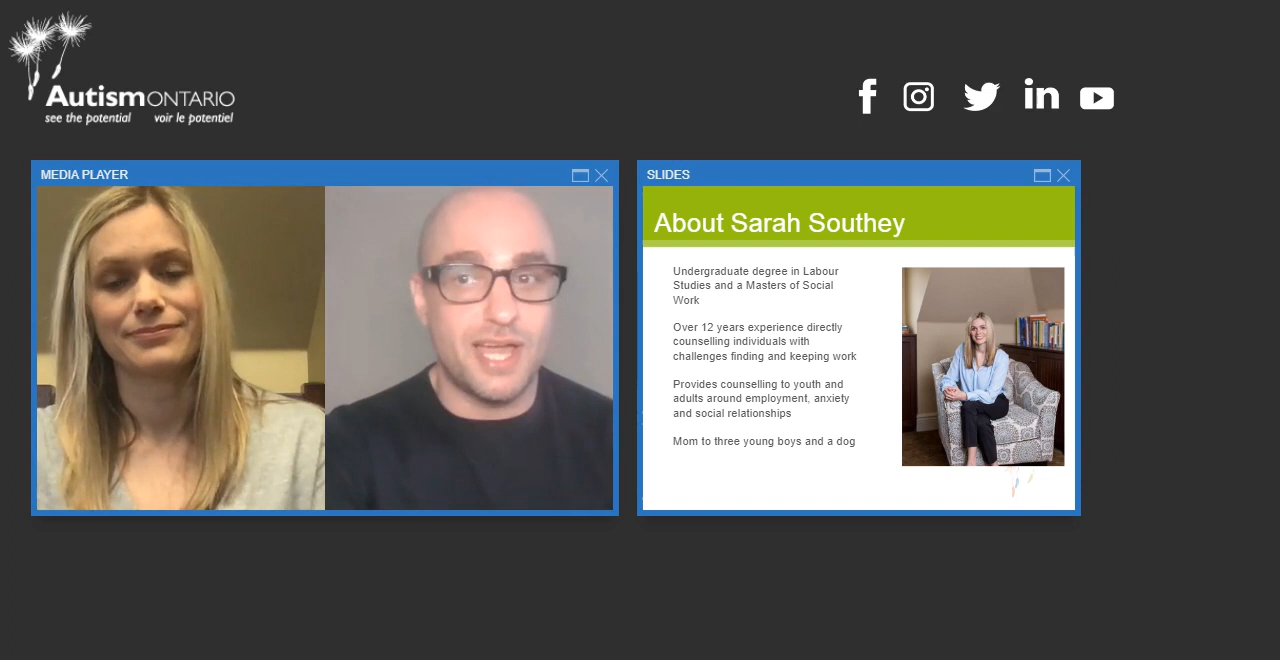 Autism ONTARIO
see the potential voir le potentiel
MEDIA PLAYER
SLIDES
About Sarah Southey
Undergraduate degree in Labour
Studies and a Masters of Social
Work
Over 12 years experience directly
counselling individuals with
challenges finding and keeping work
Provides counselling to youth and
adults around employment, anxiety
and social relationships
Mom to three young boys and a dog